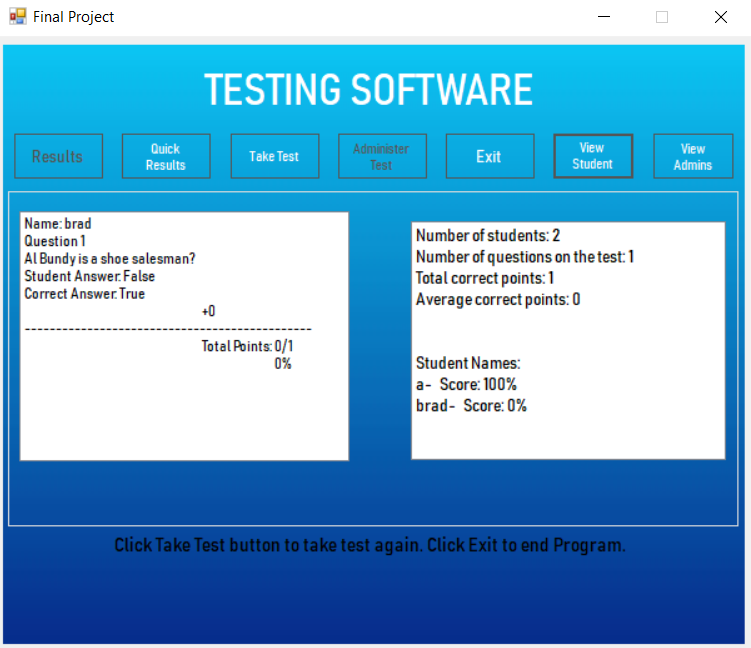 Final Project
TESTING SOFTWARE
Results
Quick
Results
Take Test
Administer
Test
Exit
View
Student
View
Admins
Name: brad
Question 1
Al Bundy is a shoe salesman?
Student Answer: False
Correct Answer: True
+0
------------------------------------------------
Total Points: 0/1
0%
Number of students: 2
Number of questions on the test: 1
Total correct points: 1
Average correct points: 0
Student Names:
a- Score: 100%
brad- Score: 0%
Click Take Test button to take test again. Click Exit to end Program.